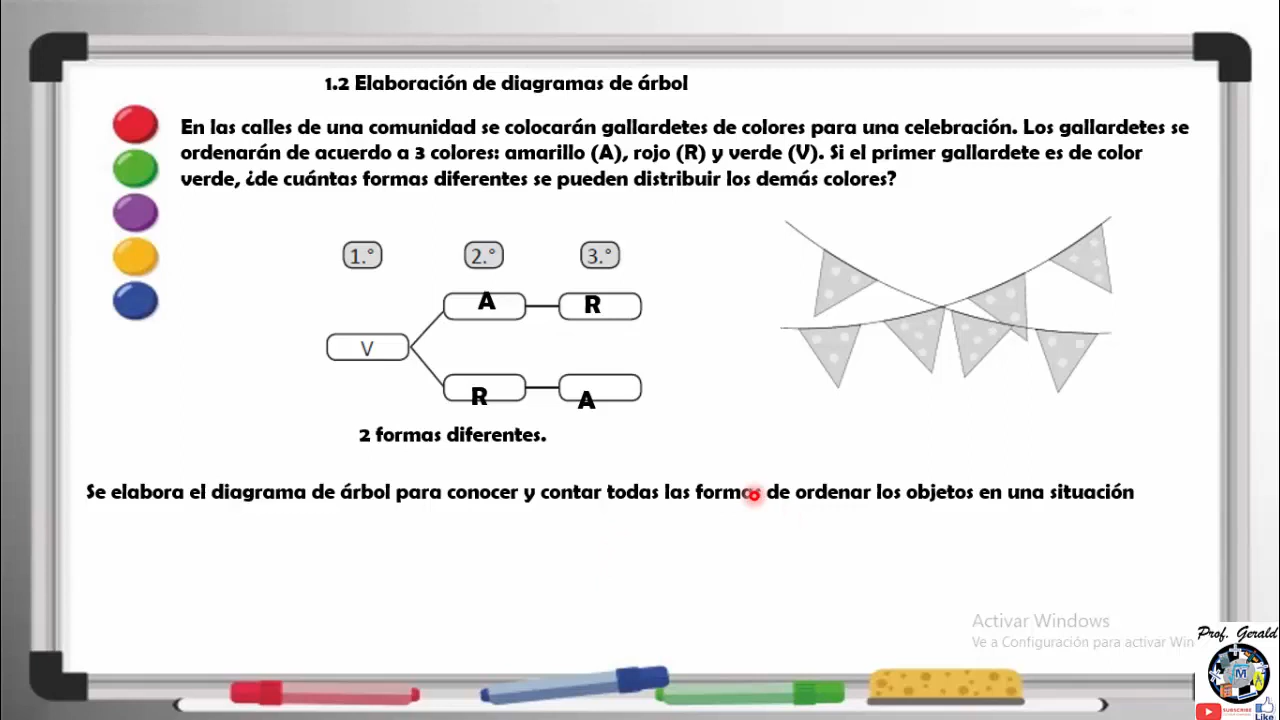 1.2 Elaboración de diagramas de árbol
En las calles de una comunidad se colocarán gallardetes de colores para una celebración. Los gallardetes se
ordenarán de acuerdo a 3 colores: amarillo (A), rojo (R) y verde (V). Si el primer gallardete es de color
verde, ¿de cuántas formas diferentes se pueden distribuir los demás colores?
1.° 2.° 3.°
A R
V
R A
2 formas diferentes.
Se elabora el diagrama de árbol para conocer y contar todas las formas de ordenar los objetos en una situación
Activar Windows
Ve a Configuración para activar Win
Prof. Gerald
M
A
SUBSCRIBE
Like